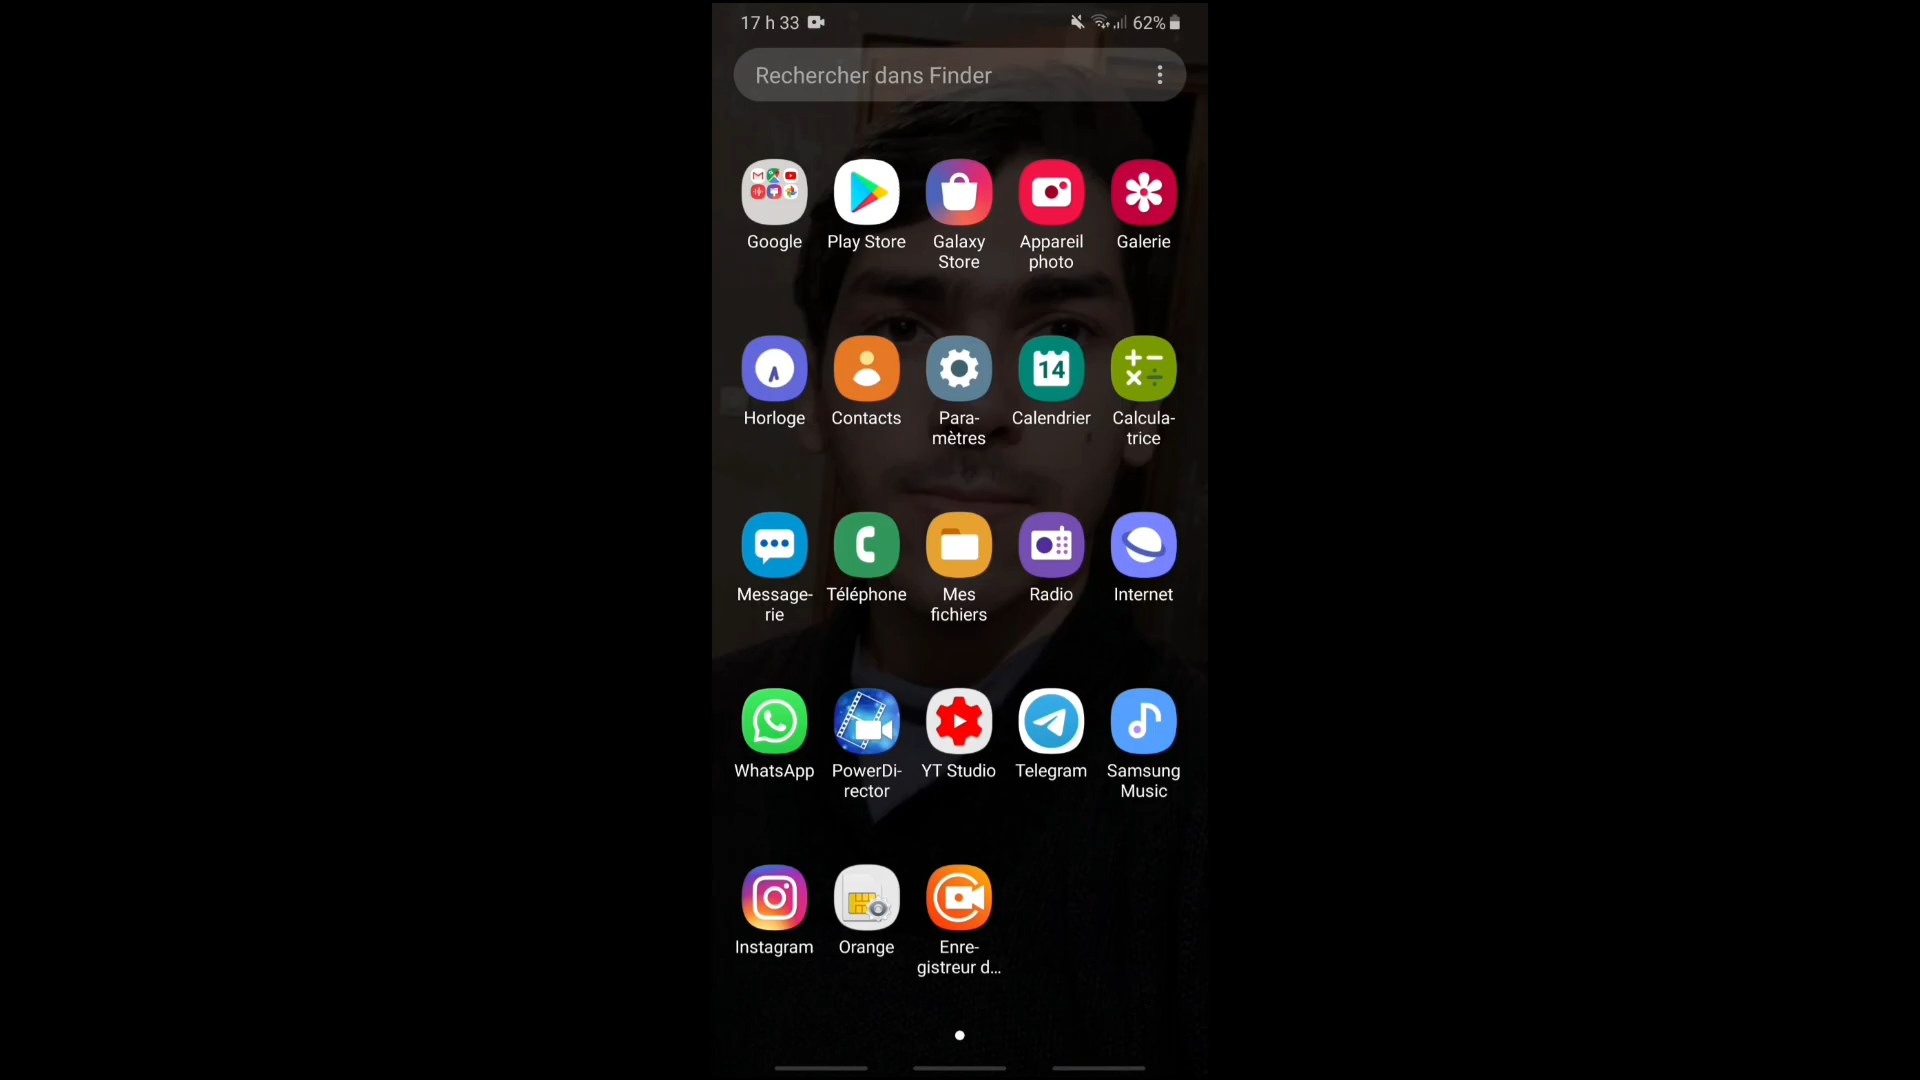 17 h 33
62%
Rechercher dans Finder
Google
Play Store
Galaxy
Store
Appareil
photo
Galerie
Horloge
Contacts
Para-
mètres
14
Calendrier
Calcula-
trice
Message-
rie
Téléphone
Mes
fichiers
Radio
Internet
WhatsApp
PowerDi-
rector
YT Studio
Telegram
Samsung
Music
Instagram
Orange
Enre-
gistreur d...